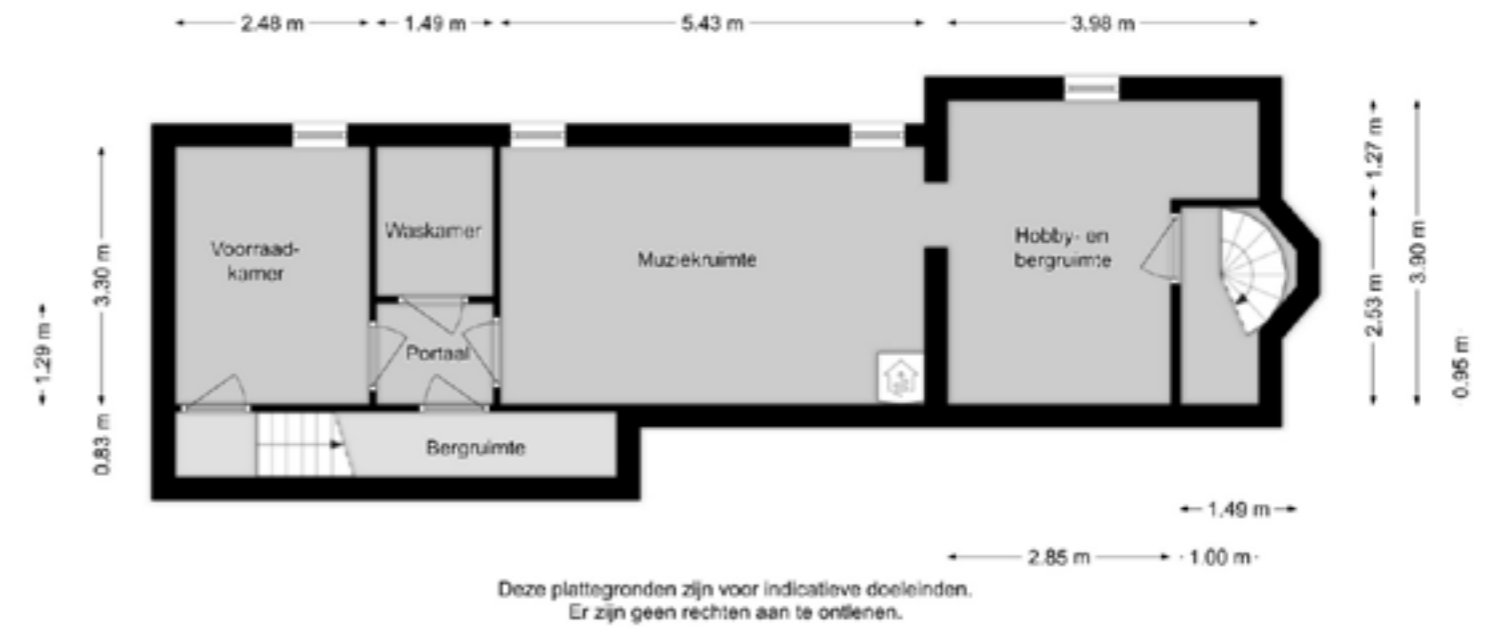 2.48 m
1.49 m
5.43 m
3.98 m
1.27 m
3.90 m
2.53 m
0.95 m
3.30 m
1.29 m
0.83 m
Voorraad-
kamer
Waskamer
Portaal
Muziekruimte
Hobby- en
bergruimte
Bergruimte
1.49 m
2.85 m
1.00 m
Deze plattegronden zijn voor indicatieve doeleinden.
Er zijn geen rechten aan te ontlenen.